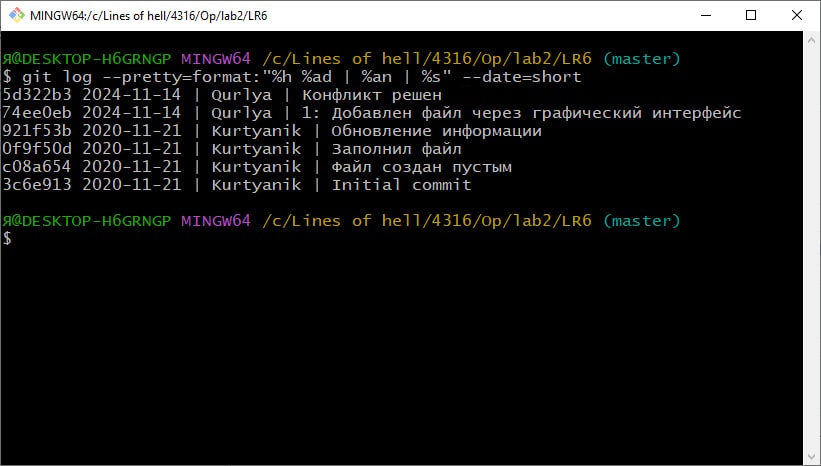 MINGW64:/c/Lines of hell/4316/Op/lab2/LR6
Я@DESKTOP-H6GRNGP MINGW64 /c/Lines of hell/4316/Op/lab2/LR6 (master)
$ git log --pretty=format:"%h %ad | %an | %s" --date=short
5d322b3 2024-11-14 | Qurlya | Конфликт решен
74ee0eb 2024-11-14 | Qurlya | 1: Добавлен файл через графический интерфейс
921f53b 2020-11-21 | Kurtyanik | Обновление информации
0f9f50d 2020-11-21 | Kurtyanik | Заполнил файл
c08a654 2020-11-21 | Kurtyanik | Файл создан пустым
3c6e913 2020-11-21 | Kurtyanik | Initial commit
Я@DESKTOP-H6GRNGP MINGW64 /c/Lines of hell/4316/Op/lab2/LR6 (master)
$